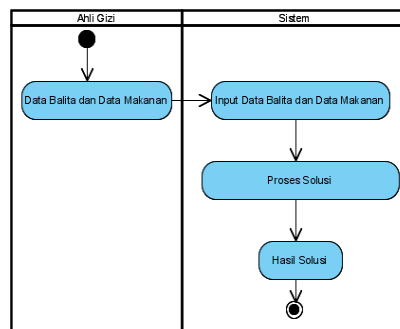 Ahli Gizi
Sistem
Data Balita dan Data Makanan
Input Data Balita dan Data Makanan
Proses Solusi
Hasil Solusi